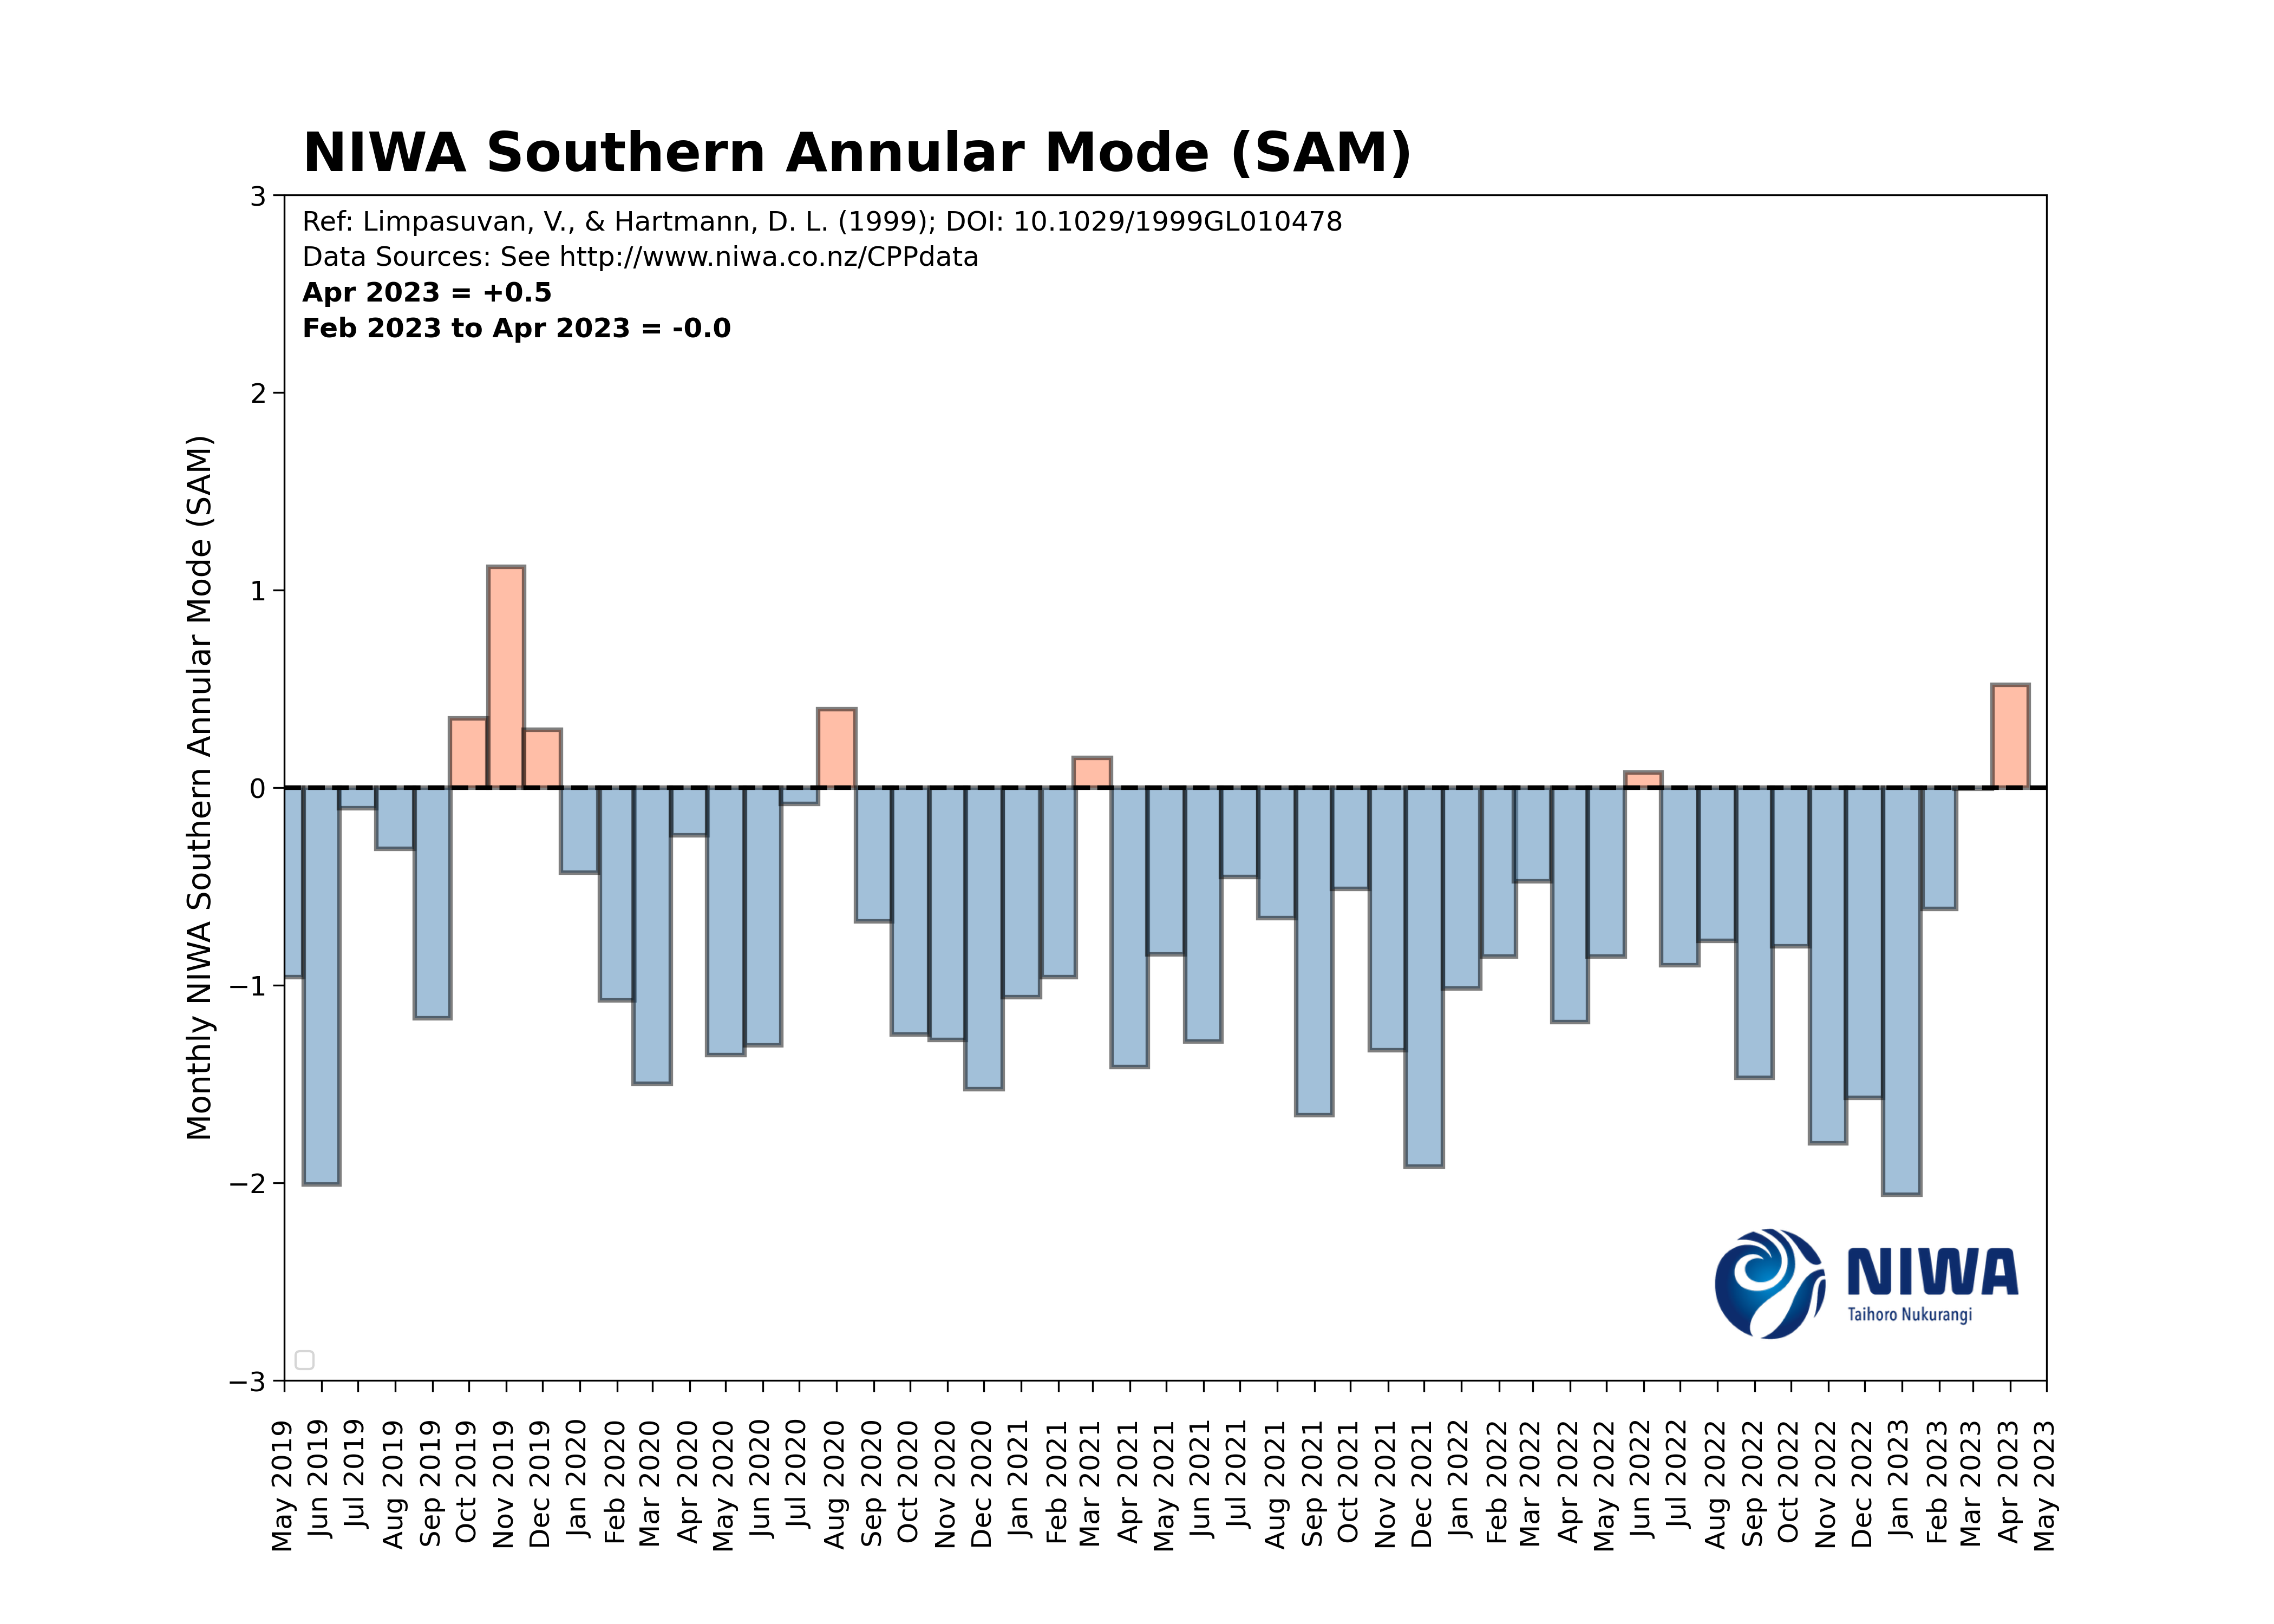 NIWA Southern Annular Mode (SAM)
Ref: Limpasuvan, V., & Hartmann, D. L. (1999); DOI: 10.1029/1999GL010478
Data Sources: See http://www.niwa.co.nz/CPPdata
Apr 2023 = +0.5
Feb 2023 to Apr 2023 = -0.0
Monthly NIWA Southern Annular Mode (SAM)
3
2
1
0
−1
−2
−3
NIWA
Taihoro Nukurangi
May 2019
Jun 2019
Jul 2019
Aug 2019
Sep 2019
Oct 2019
Nov 2019
Dec 2019
Jan 2020
Feb 2020
Mar 2020
Apr 2020
May 2020
Jun 2020
Jul 2020
Aug 2020
Sep 2020
Oct 2020
Nov 2020
Dec 2020
Jan 2021
Feb 2021
Mar 2021
Apr 2021
May 2021
Jun 2021
Jul 2021
Aug 2021
Sep 2021
Oct 2021
Nov 2021
Dec 2021
Jan 2022
Feb 2022
Mar 2022
Apr 2022
May 2022
Jun 2022
Jul 2022
Aug 2022
Sep 2022
Oct 2022
Nov 2022
Dec 2022
Jan 2023
Feb 2023
Mar 2023
Apr 2023
May 2023